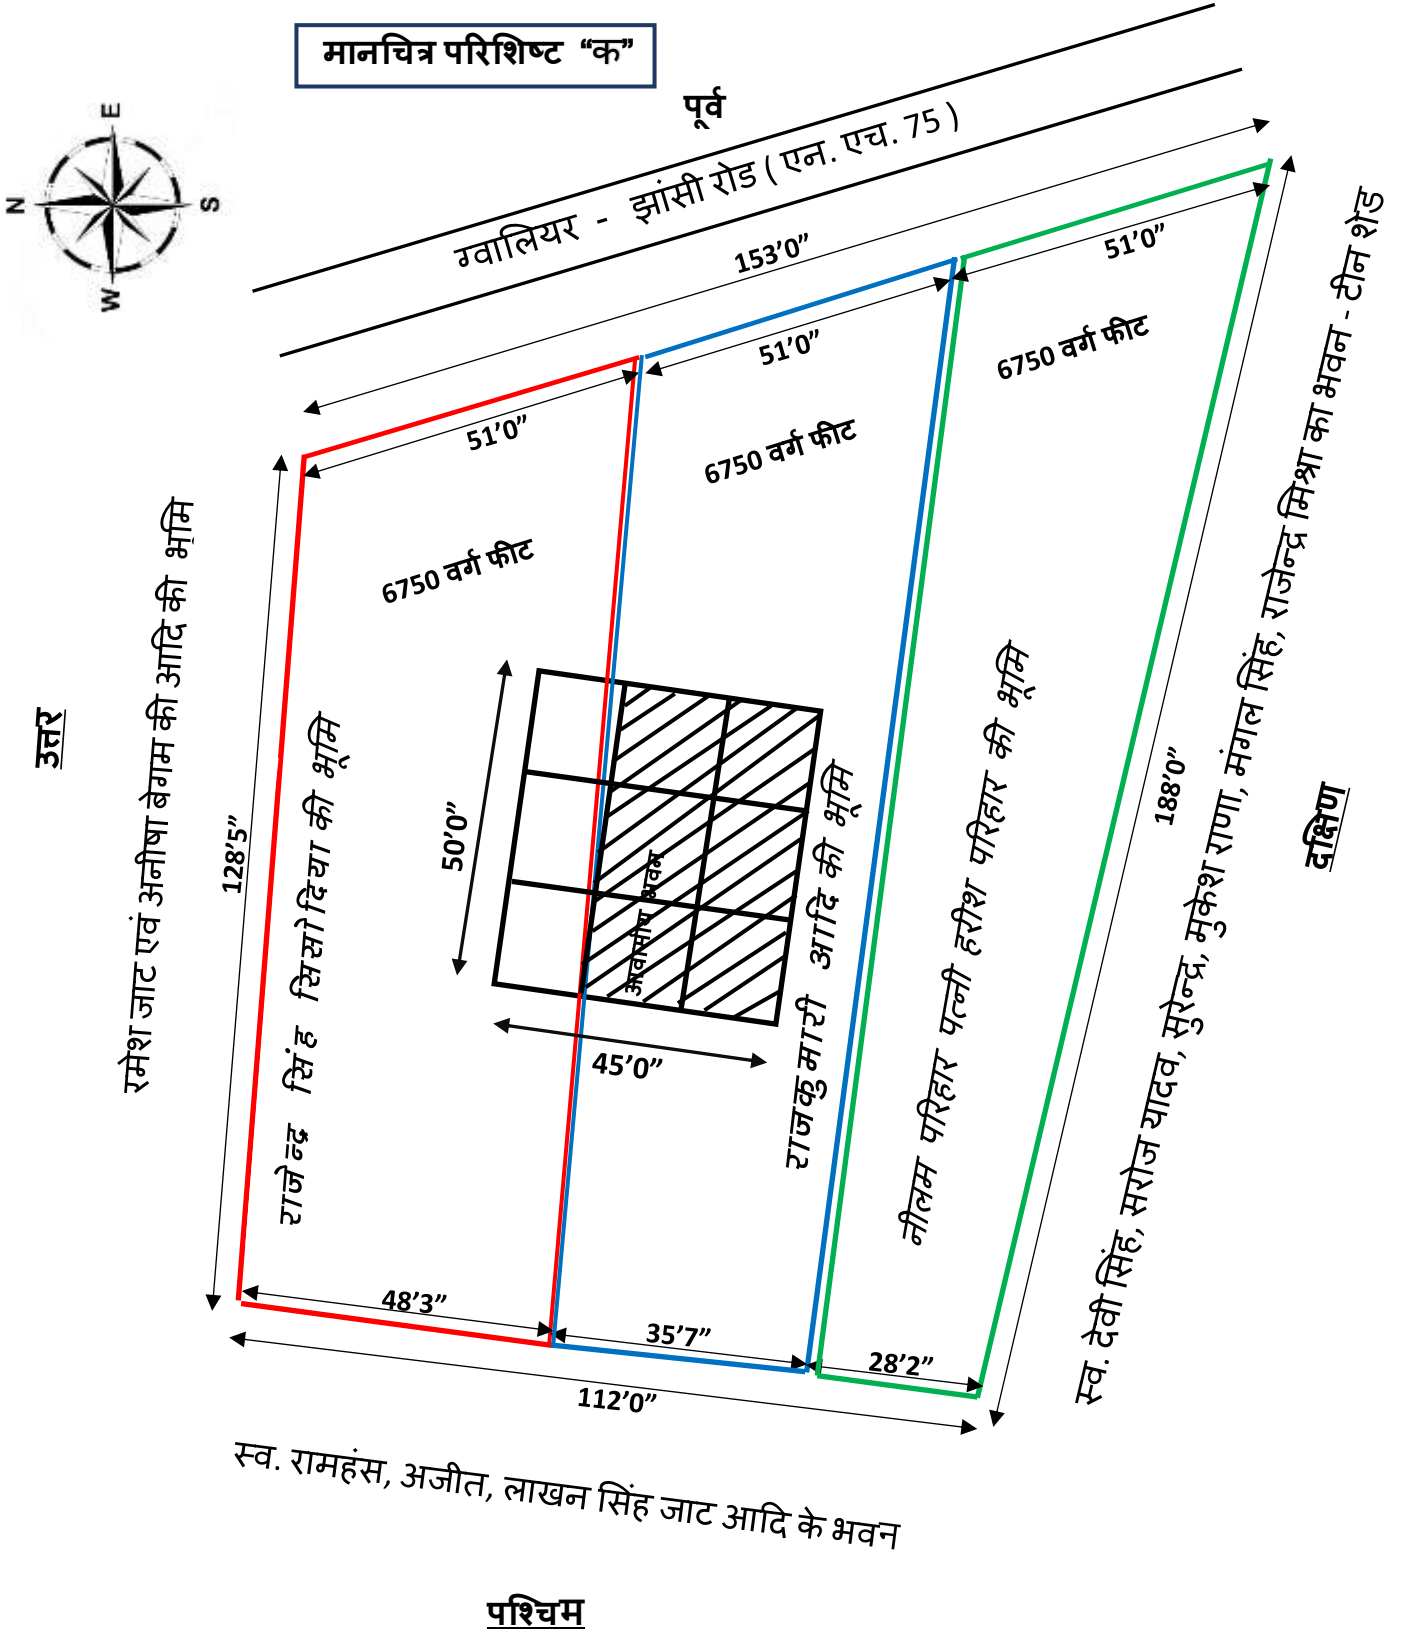 मानचित्र परिशिष्ट “क”
पूर्व
E
N
S
W
ग्वालियर - झांसी रोड ( एन. एच. 75 )
153’0”
51’0”
51’0”
51’0”
6750 वर्ग फीट
6750 वर्ग फीट
6750 वर्ग फीट
उत्तर
रमेश जाट एवं अनीषा बेगम की आदि की भूमि
128’5”
राजेन्द्र सिंह सिसोदिया की भूमि
50’0”
आवासीय भवन
45’0”
राजकुमारी आदि की भूमि
नीलम परिहार पत्नी हरीश परिहार की भूमि
188’0”
स्व. देवी सिंह, सरोज यादव, सुरेन्द्र, मुकेश राणा, मंगल सिंह, राजेन्द्र मिश्रा का भवन - टीन शेड
दक्षिण
48’3”
35’7”
28’2”
112’0”
स्व. रामहंस, अजीत, लाखन सिंह जाट आदि के भवन
पश्चिम